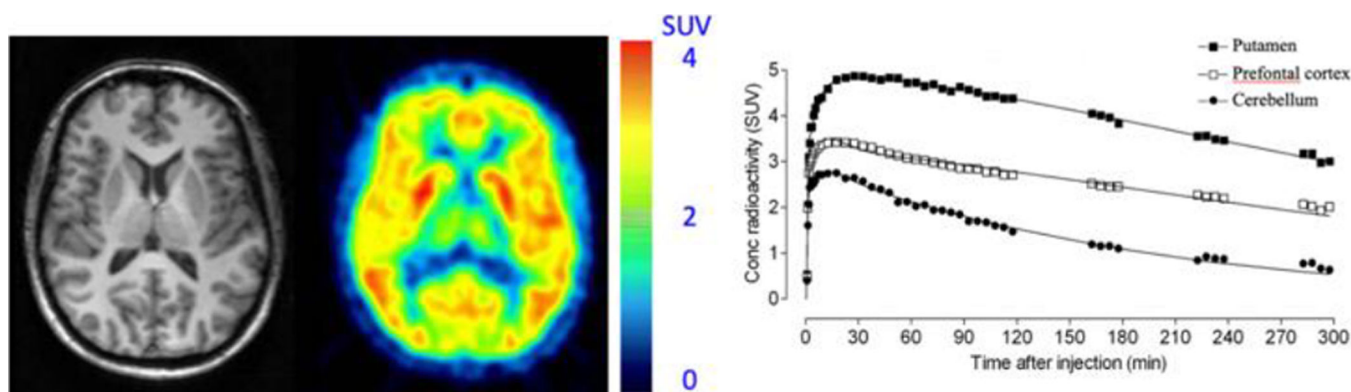 SUV
4
2
0
Putamen
Prefontal cortex
Cerebellum
Conc radioactivity (SUV)
5
4
3
2
1
0
0 30 60 90 120 150 180 210 240 270 300
Time after injection (min)